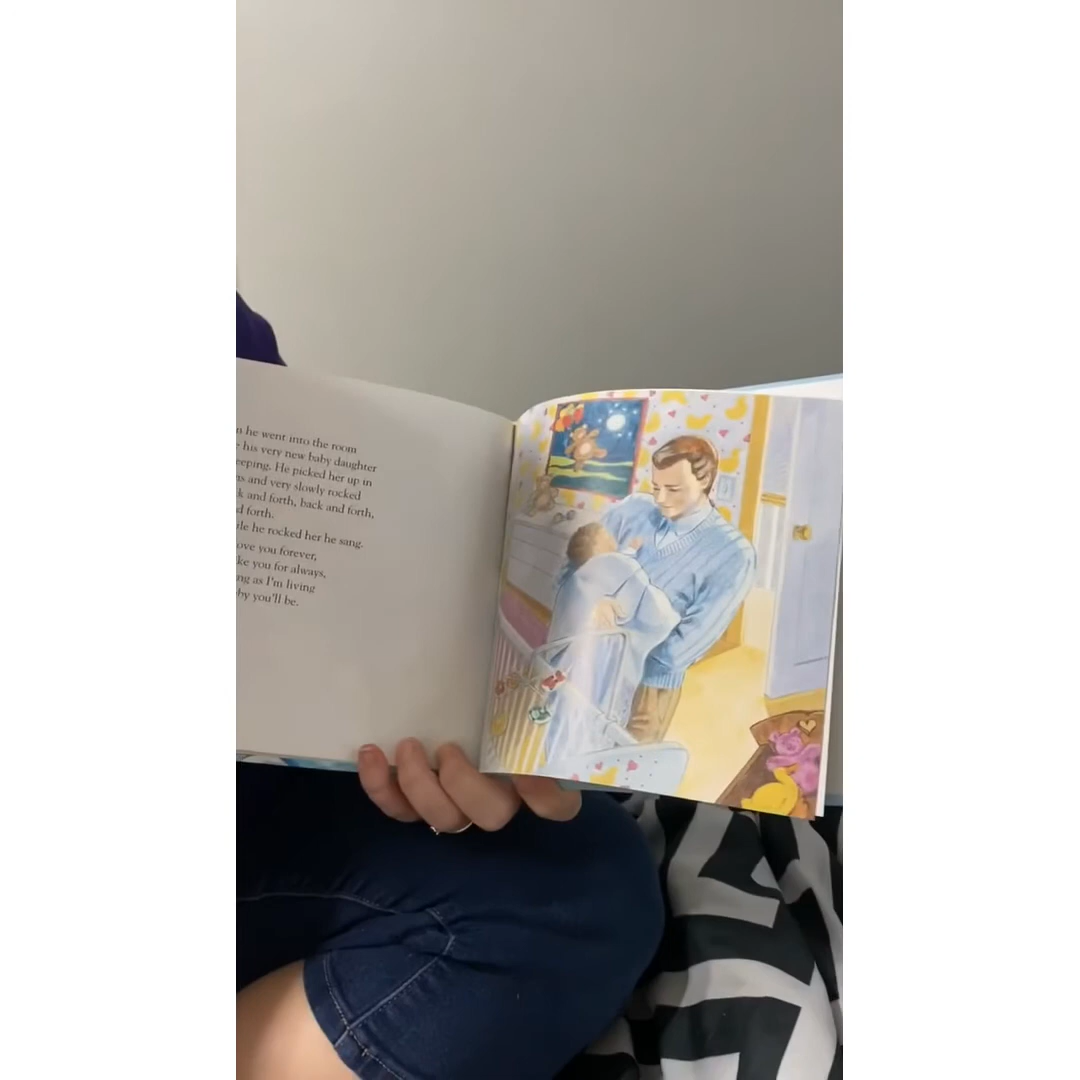 n he went into the room
his very new baby daughter
eeping. He picked her up in
s and very slowly rocked
k and forth, back and forth,
d forth.
ile he rocked her he sang.
ove you forever,
ke you for always,
ng as I'm living
by you'll be.